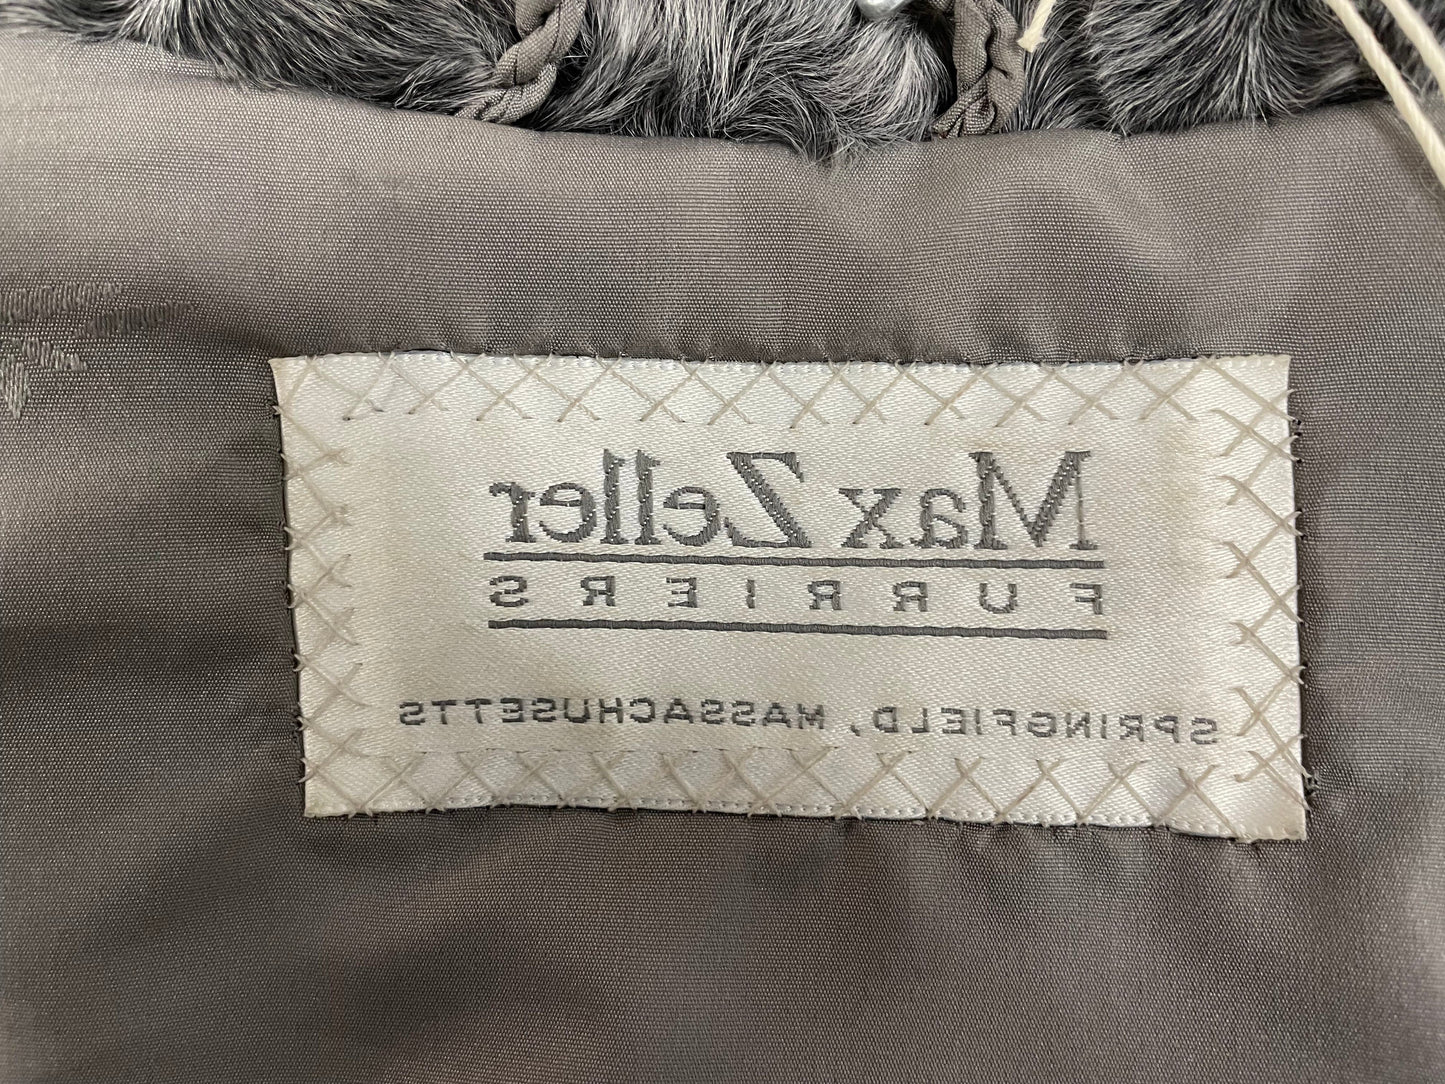 Max Zeller
FURRIERS
SPRINGFIELD, MASSACHUSETTS